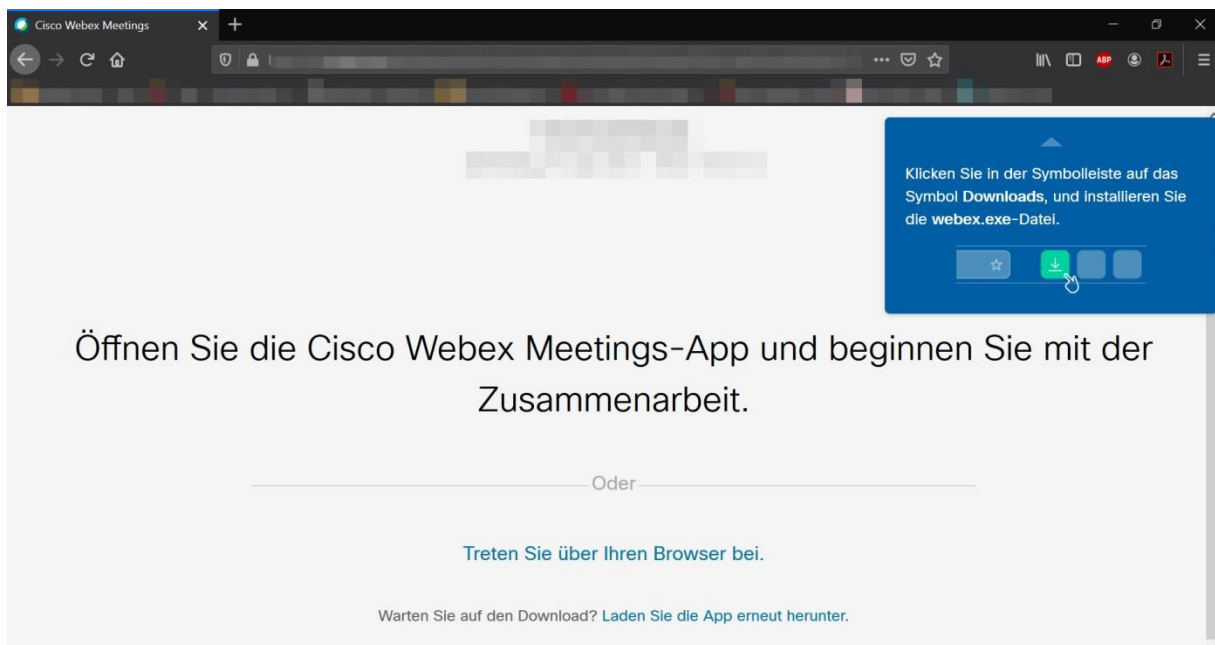 Cisco Webex Meetings
ABP
Klicken Sie in der Symbolleiste auf das
Symbol Downloads, und installieren Sie
die webex.exe-Datei.
Öffnen Sie die Cisco Webex Meetings-App und beginnen Sie mit der
Zusammenarbeit.
Oder
Treten Sie über Ihren Browser bei.
Warten Sie auf den Download? Laden Sie die App erneut herunter.